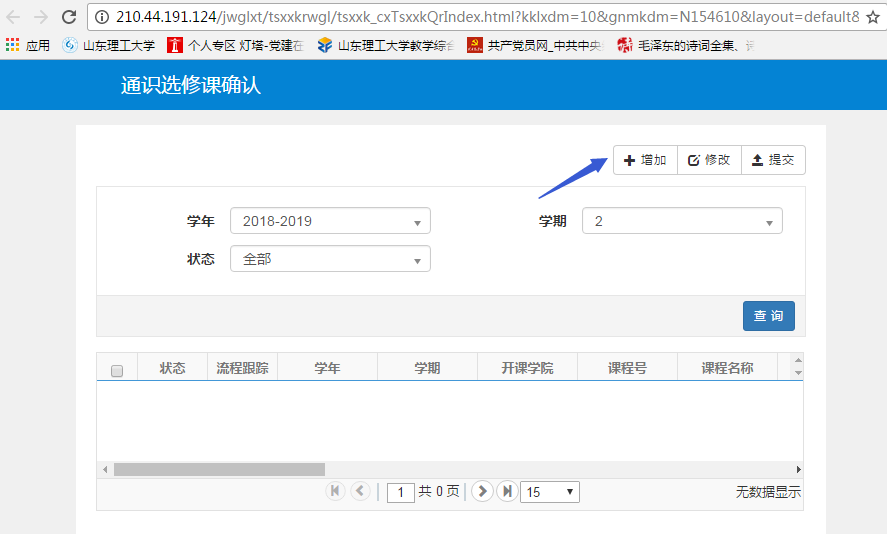 210.44.191.124/jwglxt/tsxxkrwgl/tsxxk_cxTsxxkQrIndex.html?kklxdm=10&gnmkdm=N154610&layout=default8
应用 山东理工大学 个人专区 灯塔-党建在 山东理工大学教学综合 共产党员网_中共中央 毛泽东的诗词全集、
通识选修课确认
增加 修改 提交
学年 2018-2019 学期 2
状态 全部
查 询
状态 流程跟踪 学年 学期 开课学院 课程号 课程名称
1 共 0 页 15 无数据显示